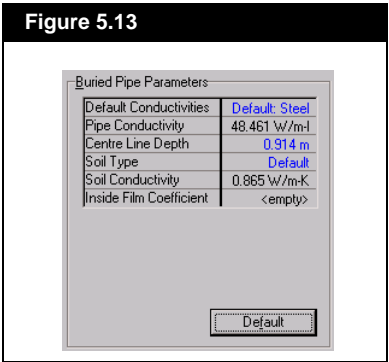 Figure 5.13
Buried Pipe Parameters
Default Conductivities Default: Steel
Pipe Conductivity 48.461 W/m-l
Centre Line Depth 0.914 m
Soil Type Default
Soil Conductivity 0.865 W/m-K
Inside Film Coefficient <empty>
Default